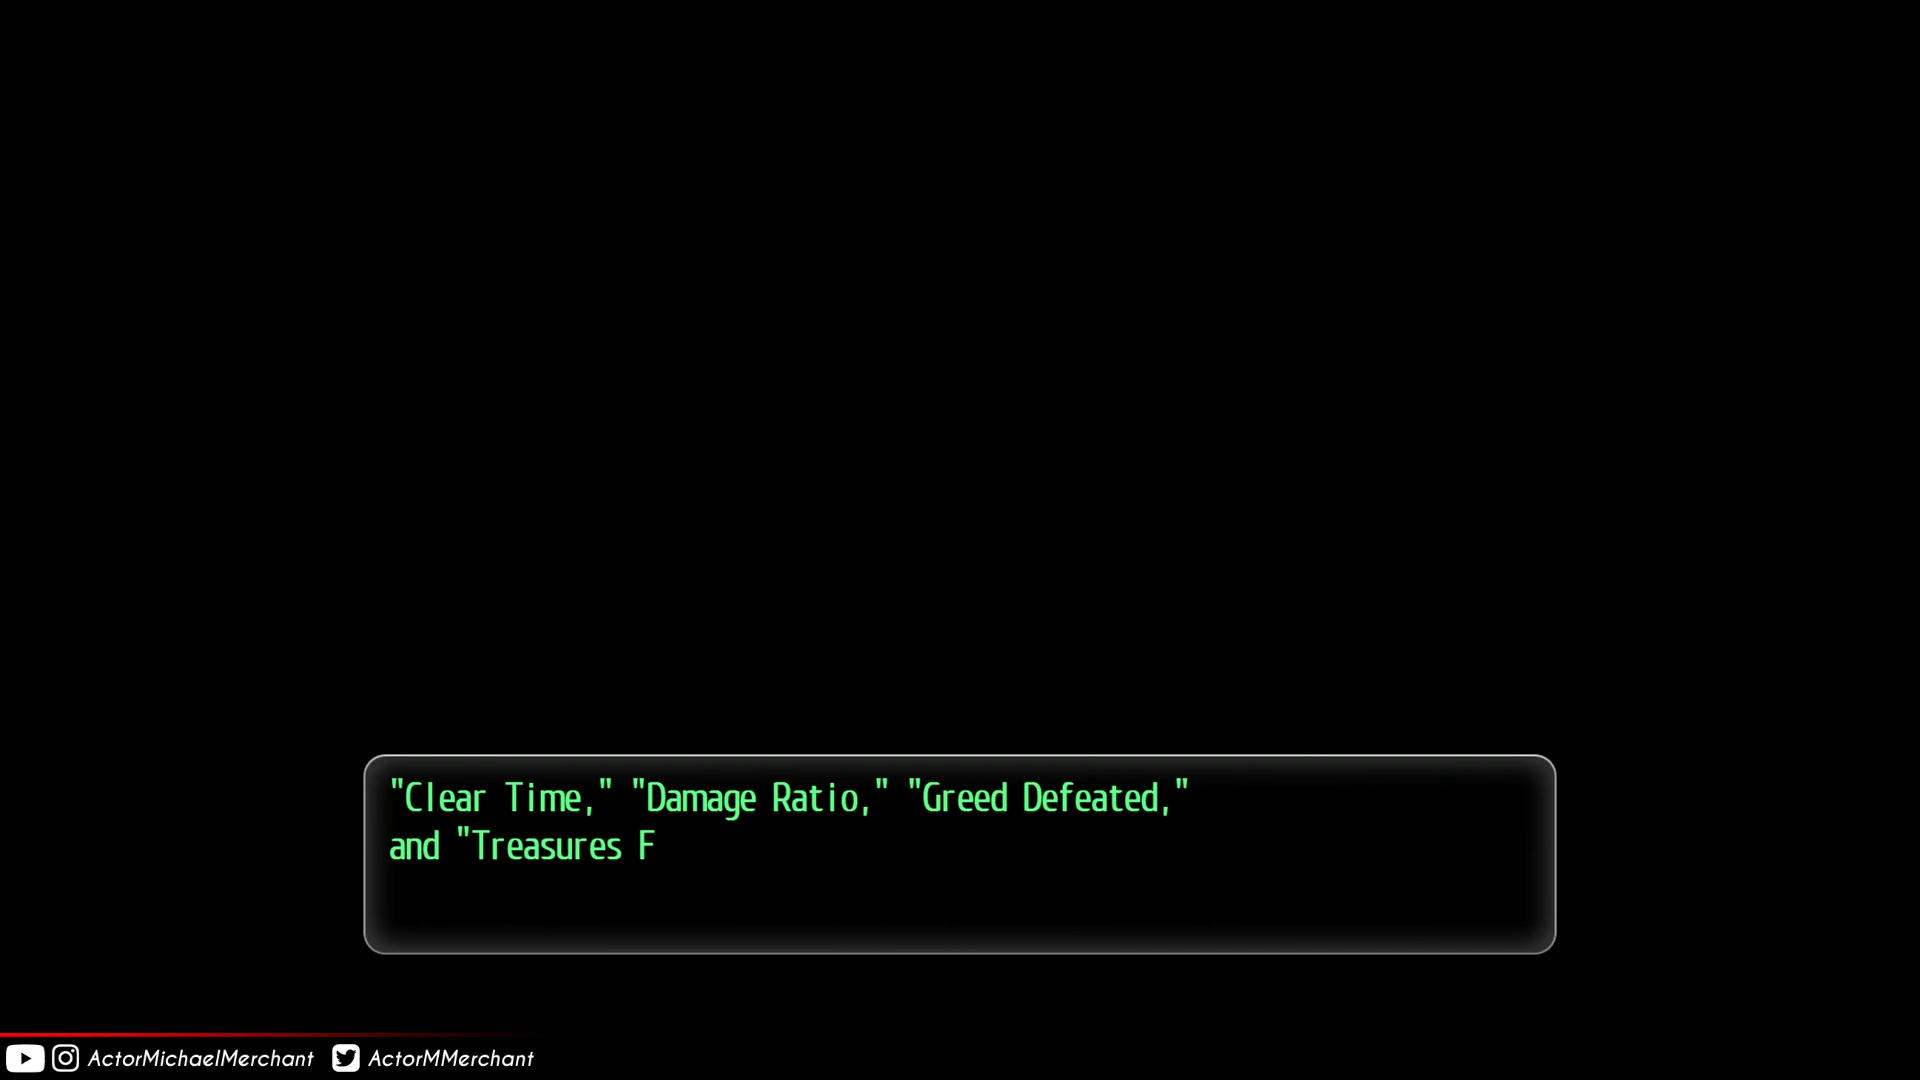 "Clear Time," "Damage Ratio," "Greed Defeated,"
and "Treasures F
ActorMichaelMerchant ActorMMerchant